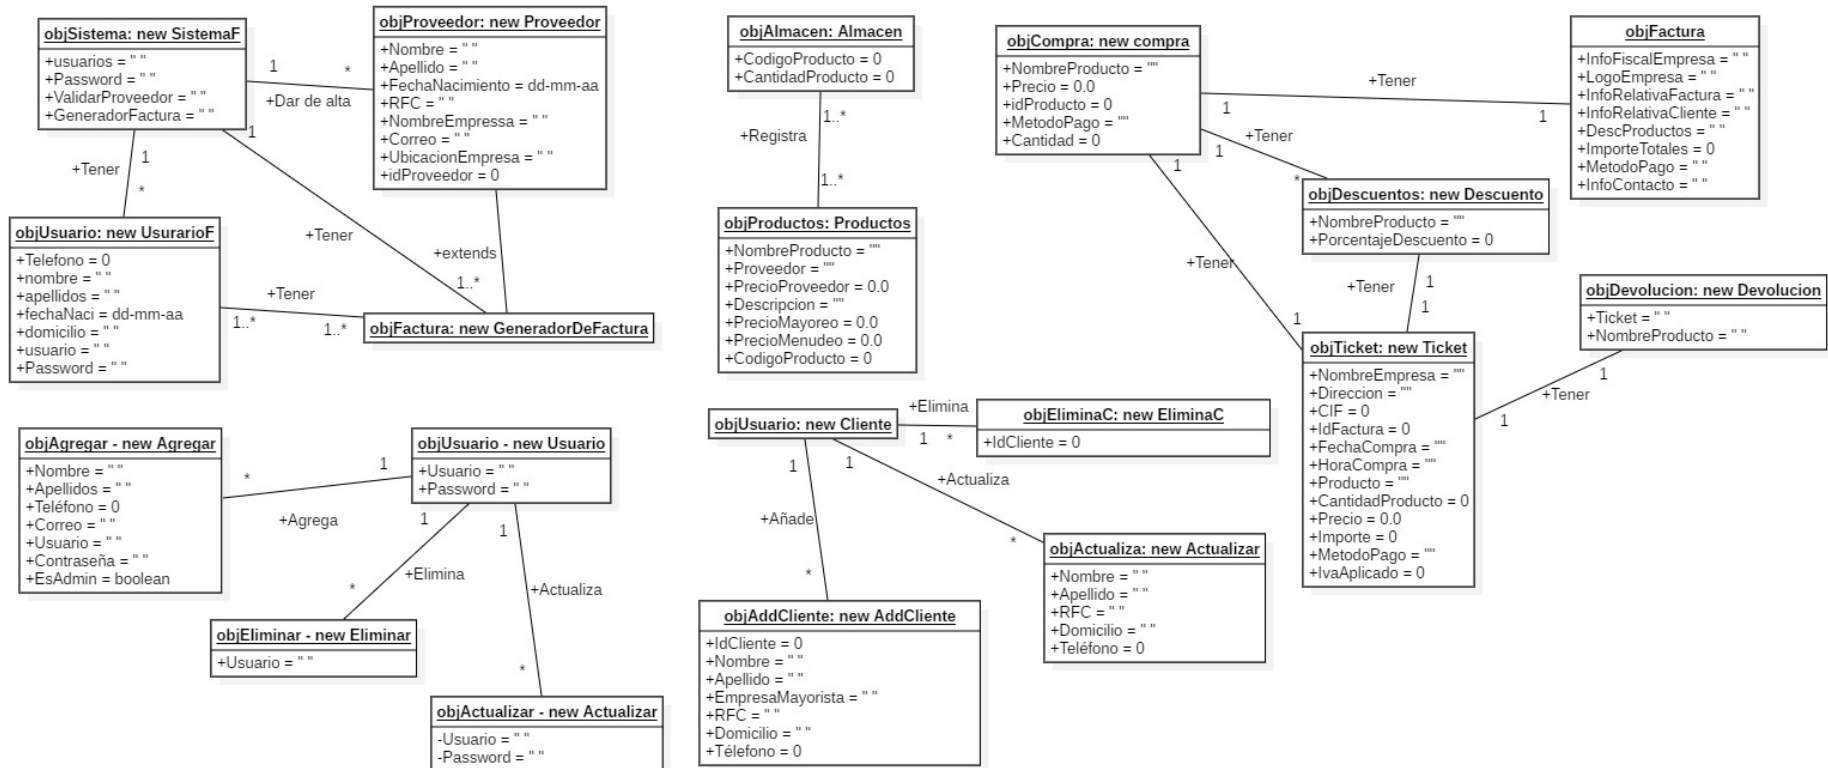 objSistema: new SistemaF
+usuarios = " "
+Password = " "
+ValidarProveedor = " "
+GeneradorFactura = " "
1
*
+Dar de alta
objProveedor: new Proveedor
+Nombre = " "
+Apellido = " "
+FechaNacimiento = dd-mm-aa
+RFC = " "
+NombreEmpressa = " "
+Correo = " "
+UbicacionEmpresa = " "
+idProveedor = 0
+Tener
1
*
1
+Tener
1..*
+extends
objUsuario: new UsurarioF
+Telefono = 0
+nombre = " "
+apellidos = " "
+fechaNaci = dd-mm-aa
+domicilio = " "
+usuario = " "
+Password = " "
+Tener
1..*
1..*
objFactura: new GeneradorDeFactura
objAlmacen: Almacen
+CodigoProducto = 0
+CantidadProducto = 0
1..*
+Registra
1..*
objProductos: Productos
+NombreProducto = ""
+Proveedor = ""
+PrecioProveedor = 0.0
+Descripcion = ""
+PrecioMayoreo = 0.0
+PrecioMenudeo = 0.0
+CodigoProducto = 0
objCompra: new compra
+NombreProducto = ""
+Precio = 0.0
+idProducto = 0
+MetodoPago = ""
+Cantidad = 0
+Tener
1
1
objFactura
+InfoFiscalEmpresa = " "
+LogoEmpresa = " "
+InfoRelativaFactura = " "
+InfoRelativaCliente = " "
+DescProductos = " "
+ImporteTotales = 0
+MetodoPago = " "
+InfoContacto = " "
+Tener
1
*
objDescuentos: new Descuento
+NombreProducto = ""
+PorcentajeDescuento = 0
1
+Tener
1
+Tener
1
1
objDevolucion: new Devolucion
+Ticket = " "
+NombreProducto = " "
1
+Tener
1
objTicket: new Ticket
+NombreEmpresa = ""
+Direccion = ""
+CIF = 0
+IdFactura = 0
+FechaCompra = ""
+HoraCompra = ""
+Producto = ""
+CantidadProducto = 0
+Precio = 0.0
+Importe = 0
+MetodoPago = ""
+IvaAplicado = 0
objAgregar - new Agregar
+Nombre = " "
+Apellidos = " "
+Teléfono = 0
+Correo = " "
+Usuario = " "
+Contraseña = " "
+EsAdmin = boolean
*
1
+Agrega
objUsuario - new Usuario
+Usuario = " "
+Password = " "
1
+Elimina
*
1
+Actualiza
*
objEliminar - new Eliminar
+Usuario = " "
objActualizar - new Actualizar
-Usuario = " "
-Password = " "
objUsuario: new Cliente
+Elimina
1
*
objEliminaC: new EliminaC
+IdCliente = 0
1
+Añade
*
1
+Actualiza
*
objActualiza: new Actualizar
+Nombre = " "
+Apellido = " "
+RFC = " "
+Domicilio = " "
+Teléfono = 0
objAddCliente: new AddCliente
+IdCliente = 0
+Nombre = " "
+Apellido = " "
+EmpresaMayorista = " "
+RFC = " "
+Domicilio = " "
+Télefono = 0